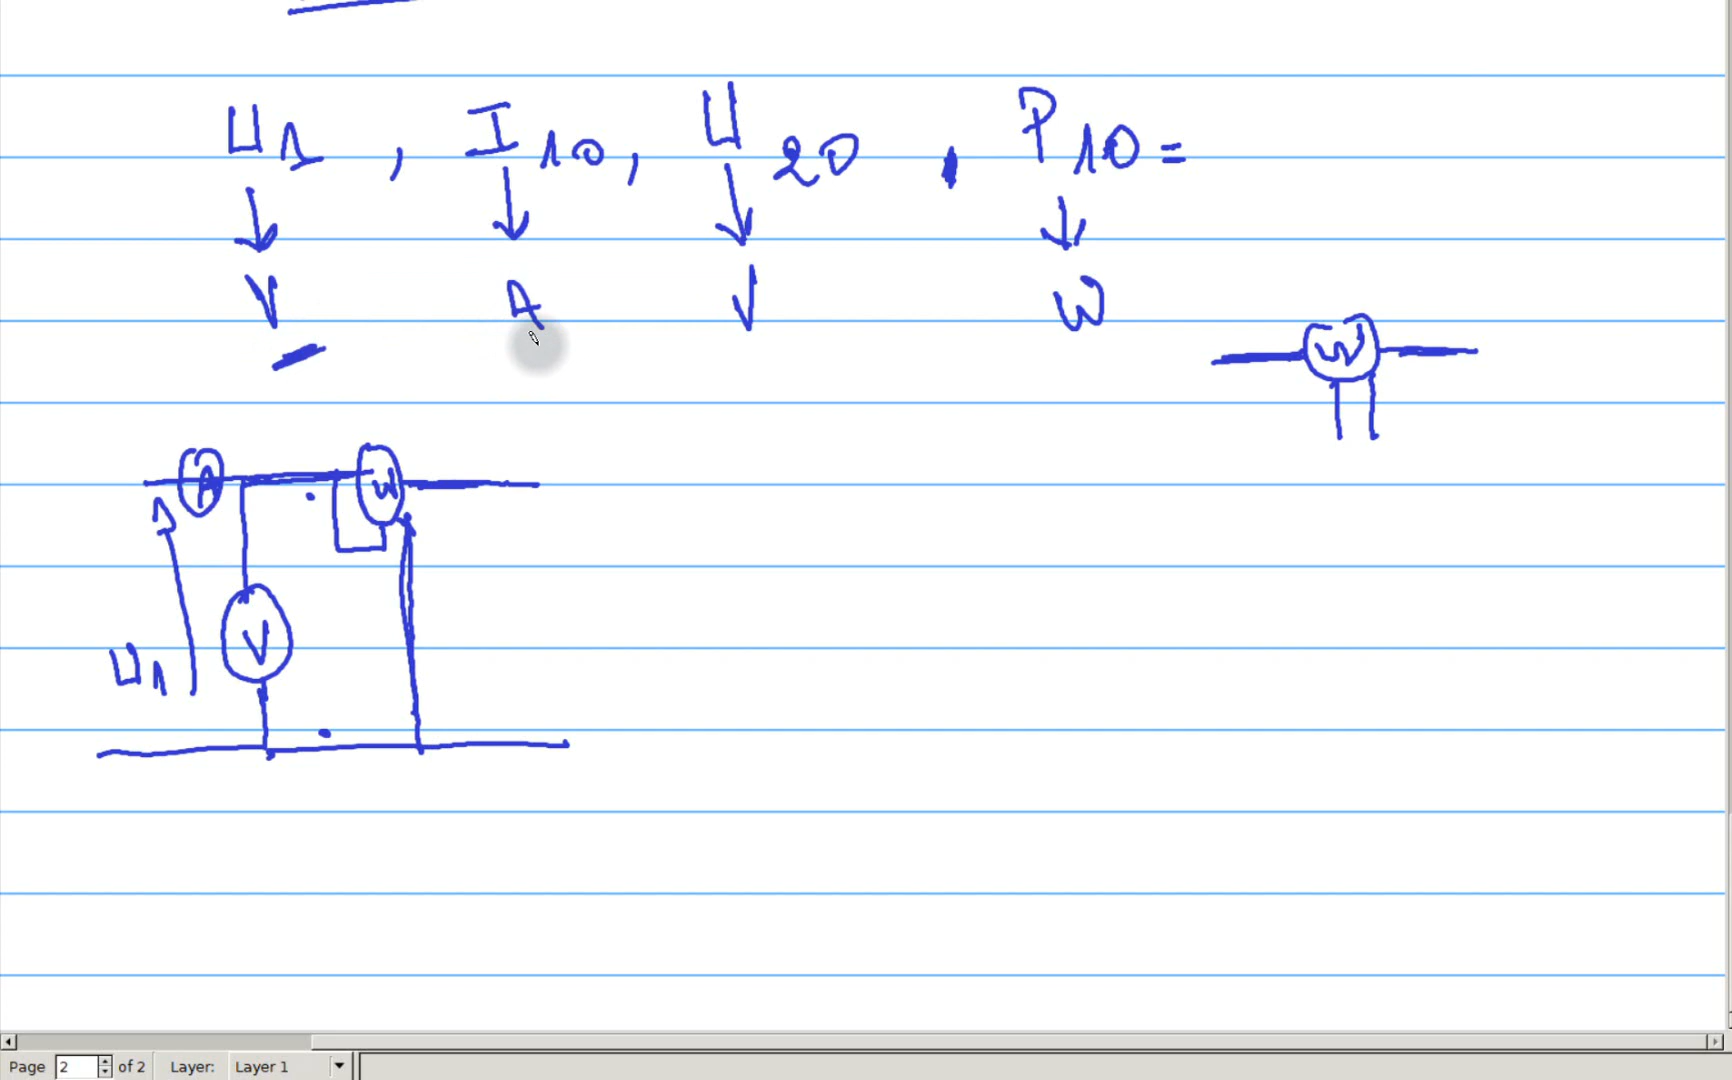 U1 , I10, U20 , P10 =
V A V W
W
A W
V
U1
Page 2 of 2 Layer: Layer 1